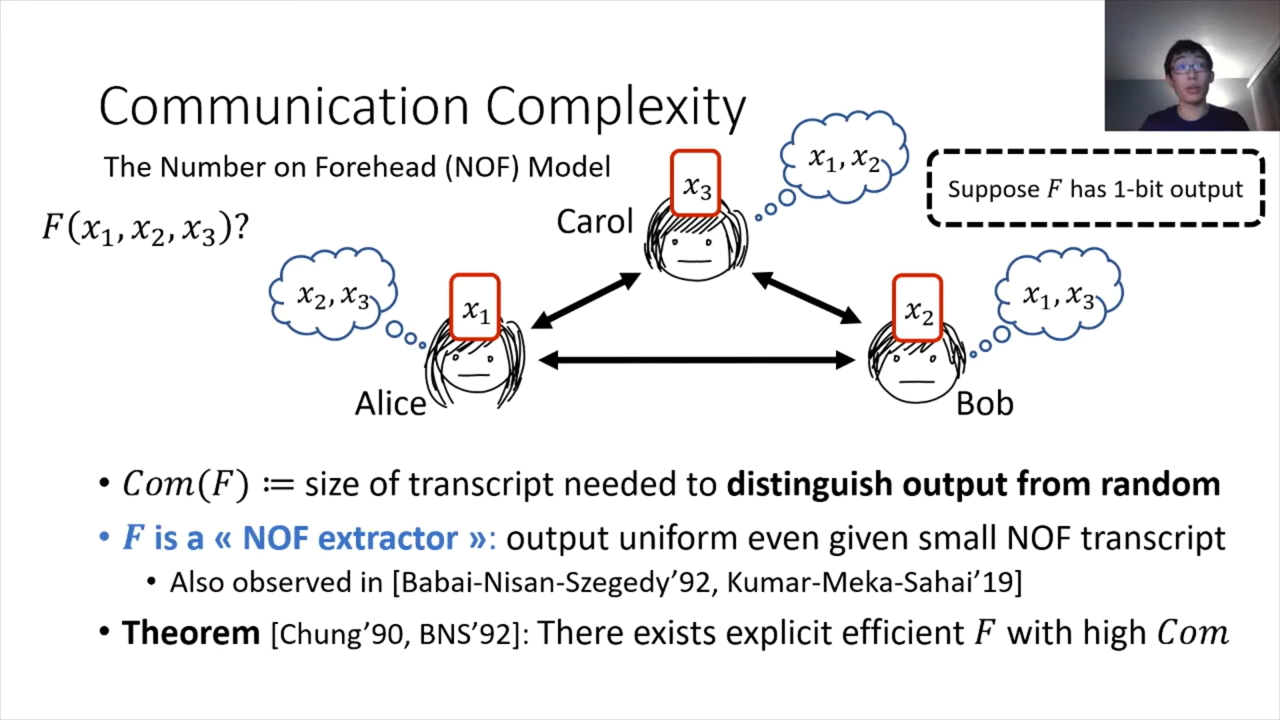 Communication Complexity
The Number on Forehead (NOF) Model
F(x₁, x₂, x₃)?
x₃
Carol
x₁, x₂
Suppose F has 1-bit output
x₂, x₃
x₁
Alice
x₂
x₁, x₃
Bob
• Com(F) ≔ size of transcript needed to distinguish output from random
• F is a « NOF extractor »: output uniform even given small NOF transcript
• Also observed in [Babai-Nisan-Szegedy’92, Kumar-Meka-Sahai’19]
• Theorem [Chung’90, BNS’92]: There exists explicit efficient F with high Com